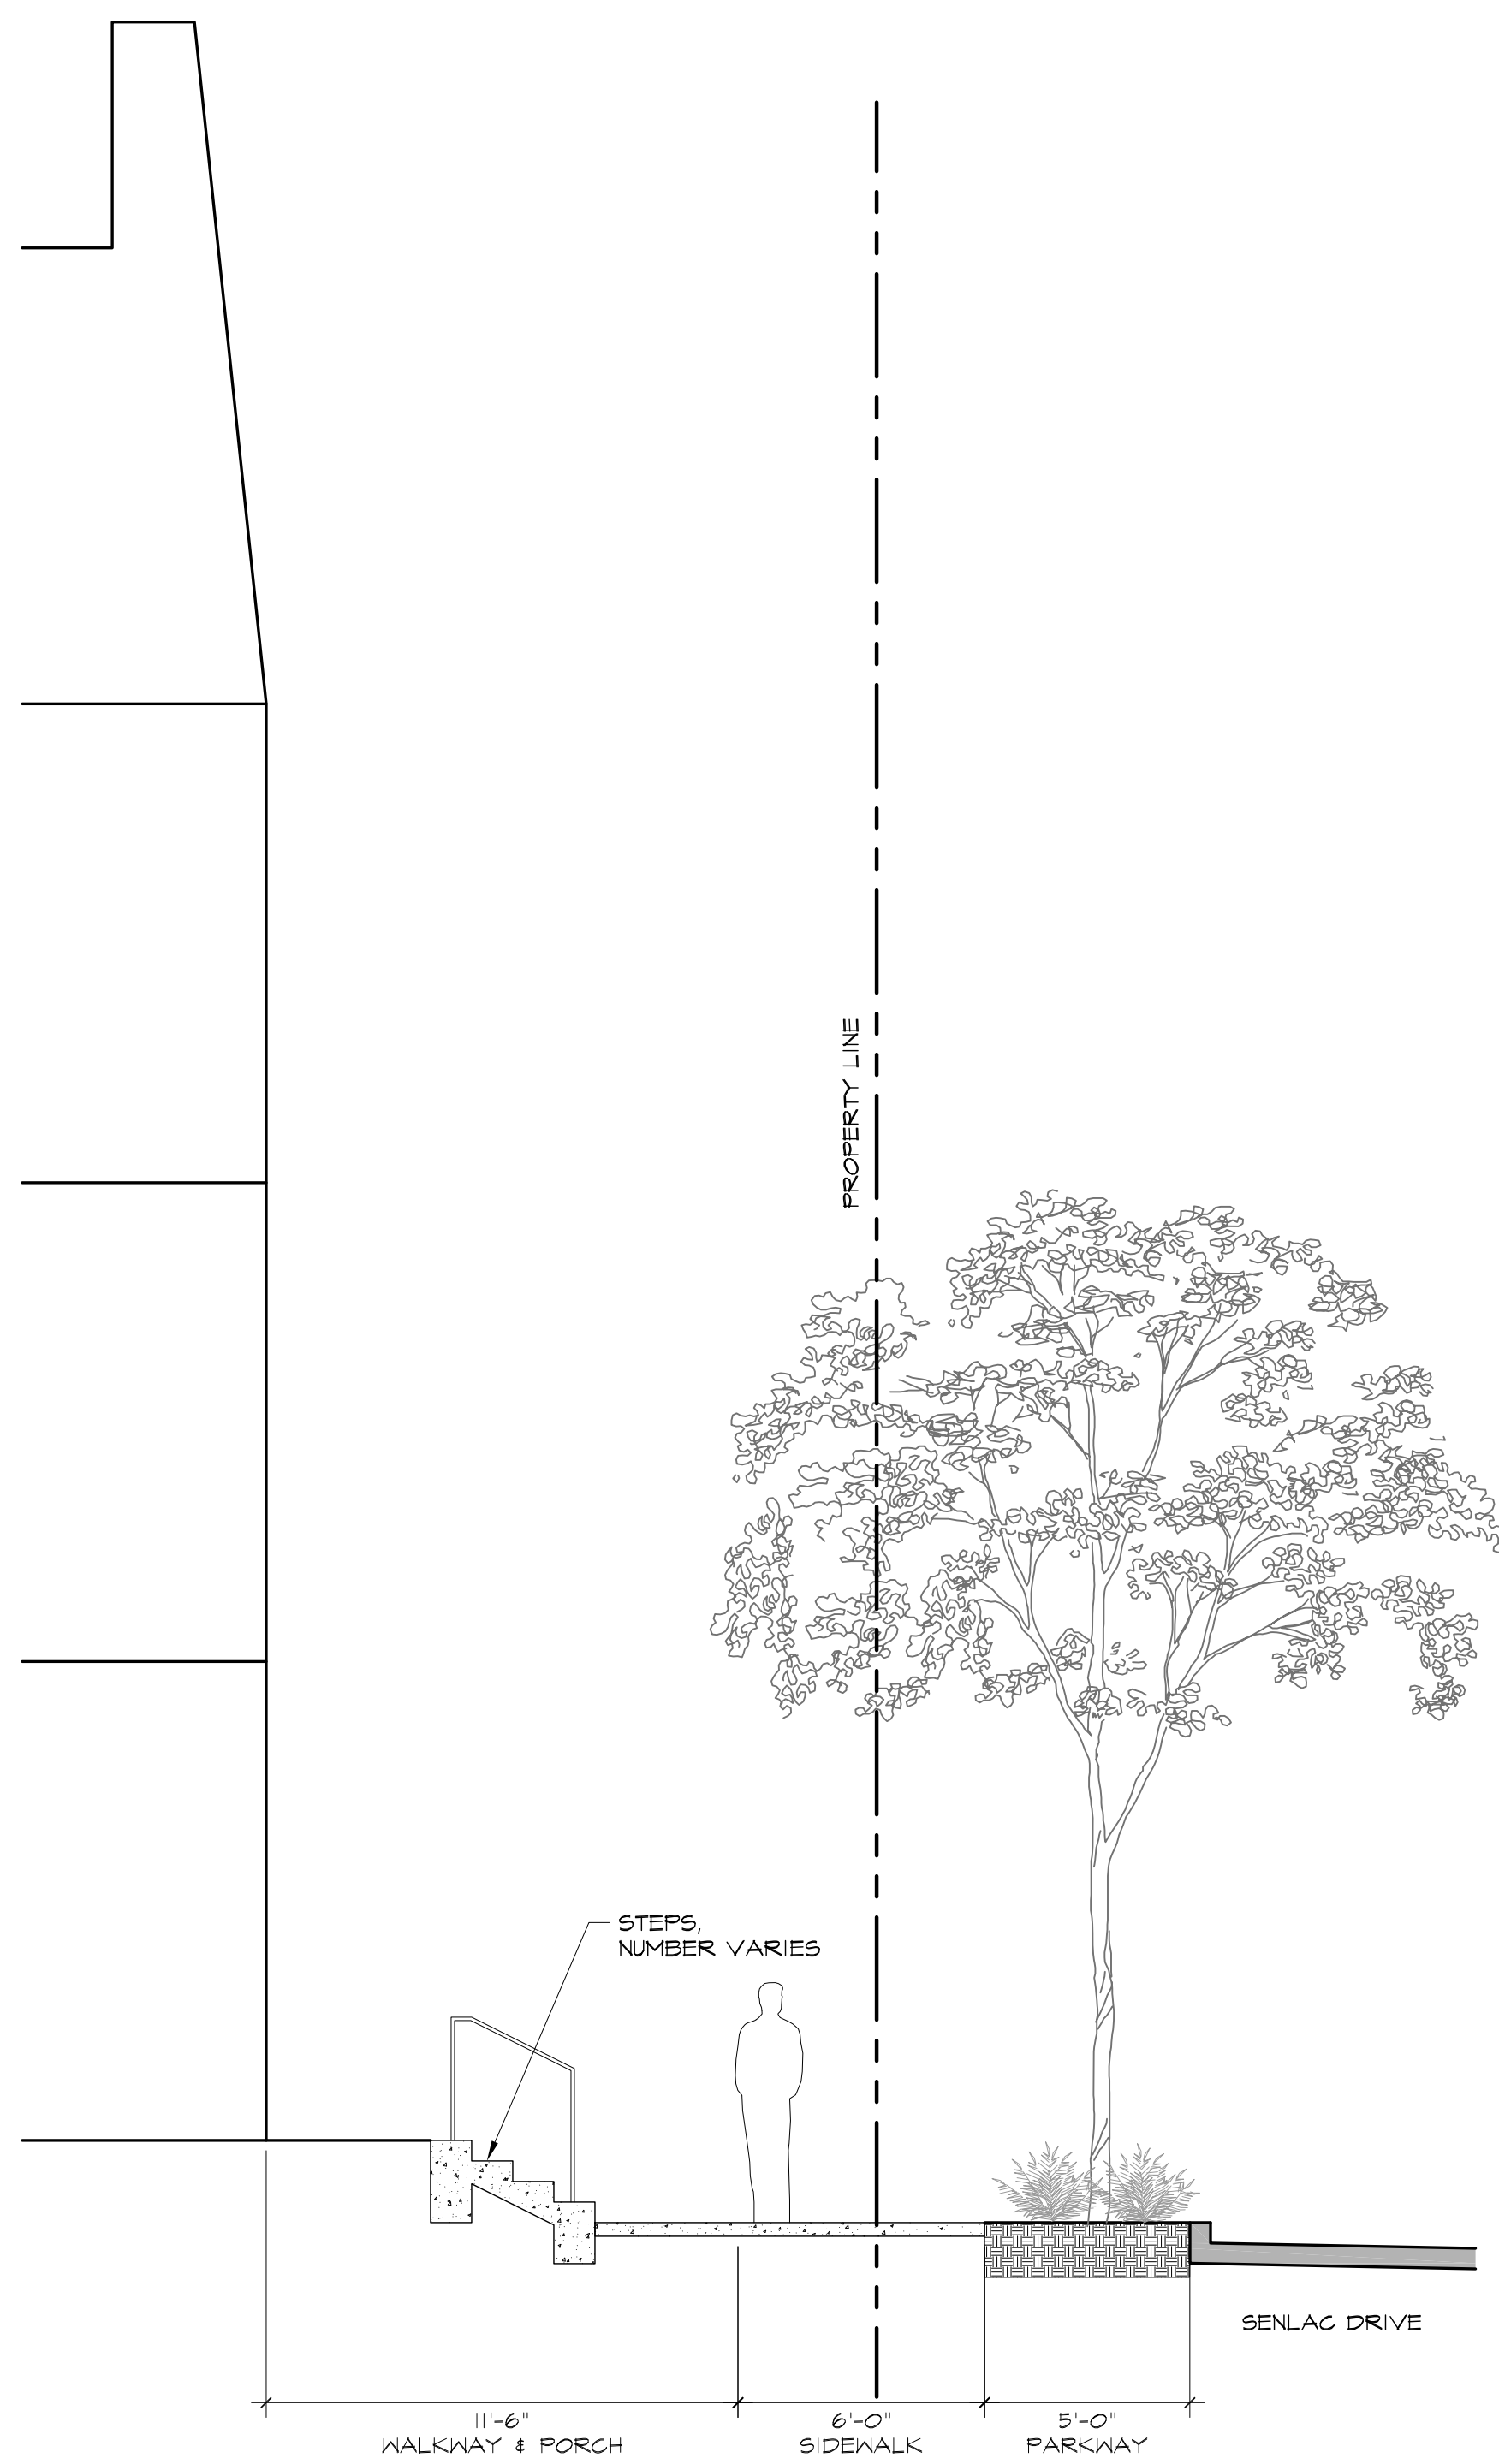 PROPERTY LINE
STEPS,
NUMBER VARIES
SENLAC DRIVE
11'-6"
WALKWAY & PORCH
6'-0"
SIDEWALK
5'-0"
PARKWAY